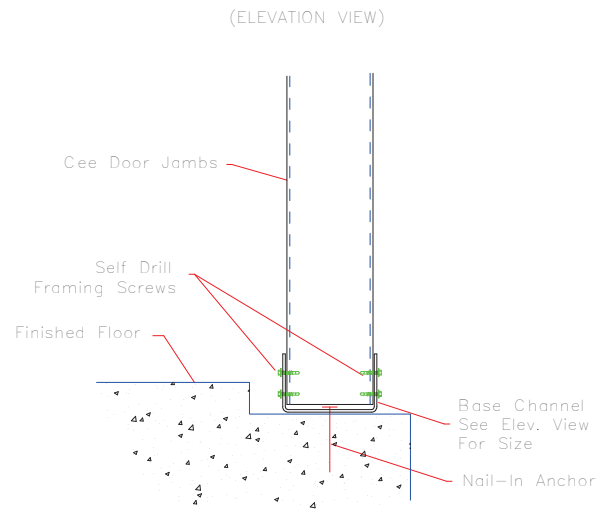 (ELEVATION VIEW)
Cee Door Jambs
Self Drill
Framing Screws
Finished Floor
Base Channel
See Elev. View
For Size
Nail-In Anchor